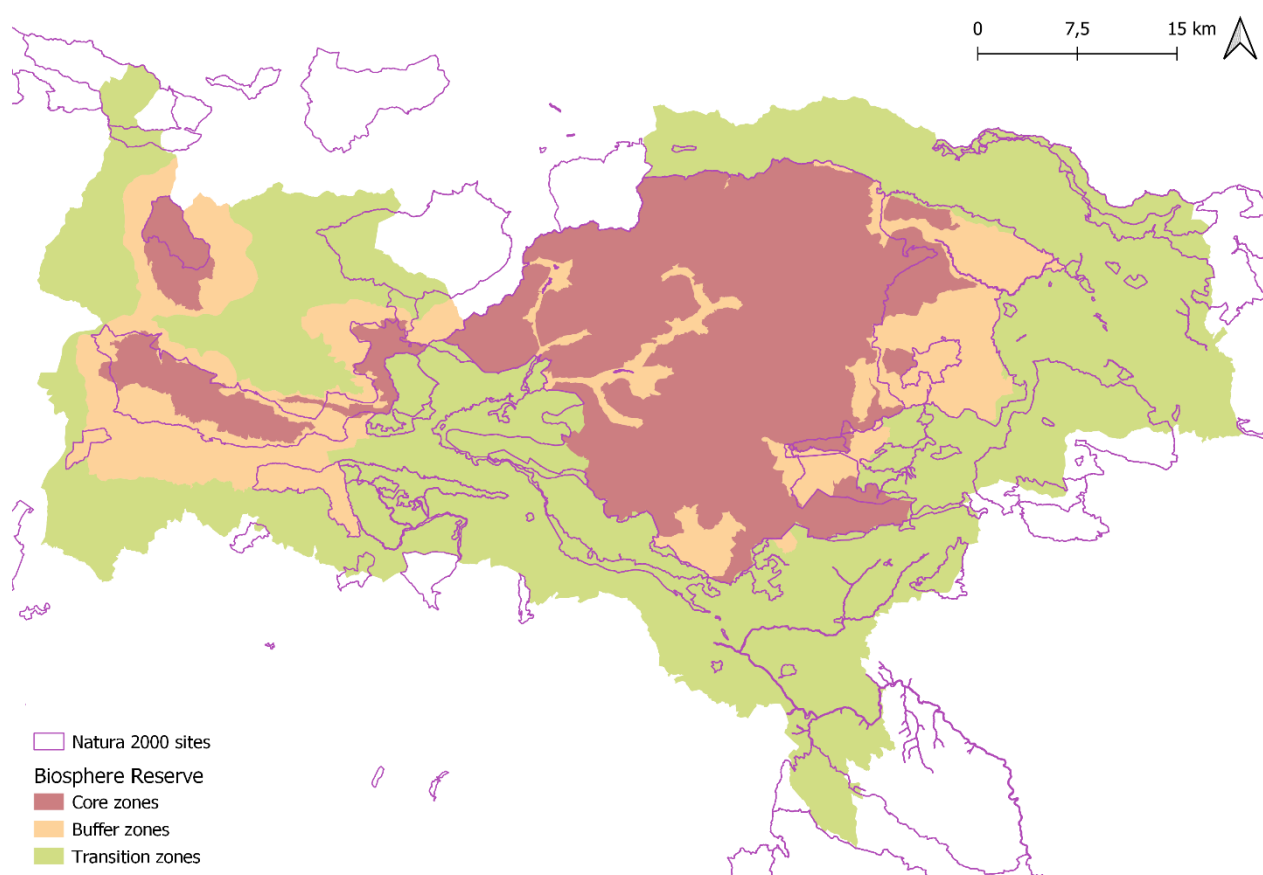 0 7,5 15 km
Natura 2000 sites
Biosphere Reserve
Core zones
Buffer zones
Transition zones